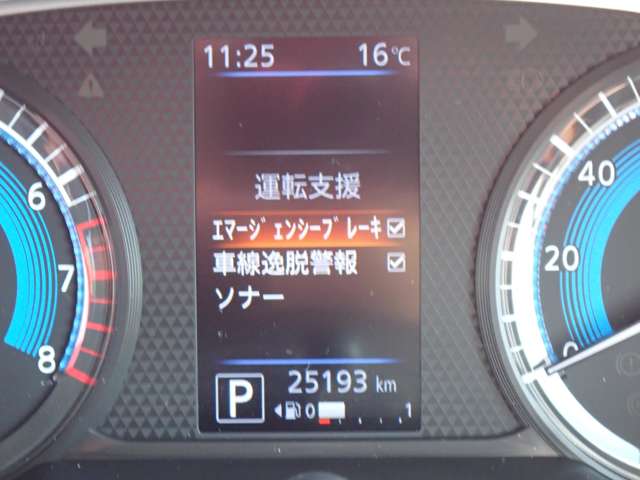 11:25 16℃
運転支援
エマージェンシーブレーキ
車線逸脱警報
ソナー
P 25193 km
0 1
6
7
8
40
20
0